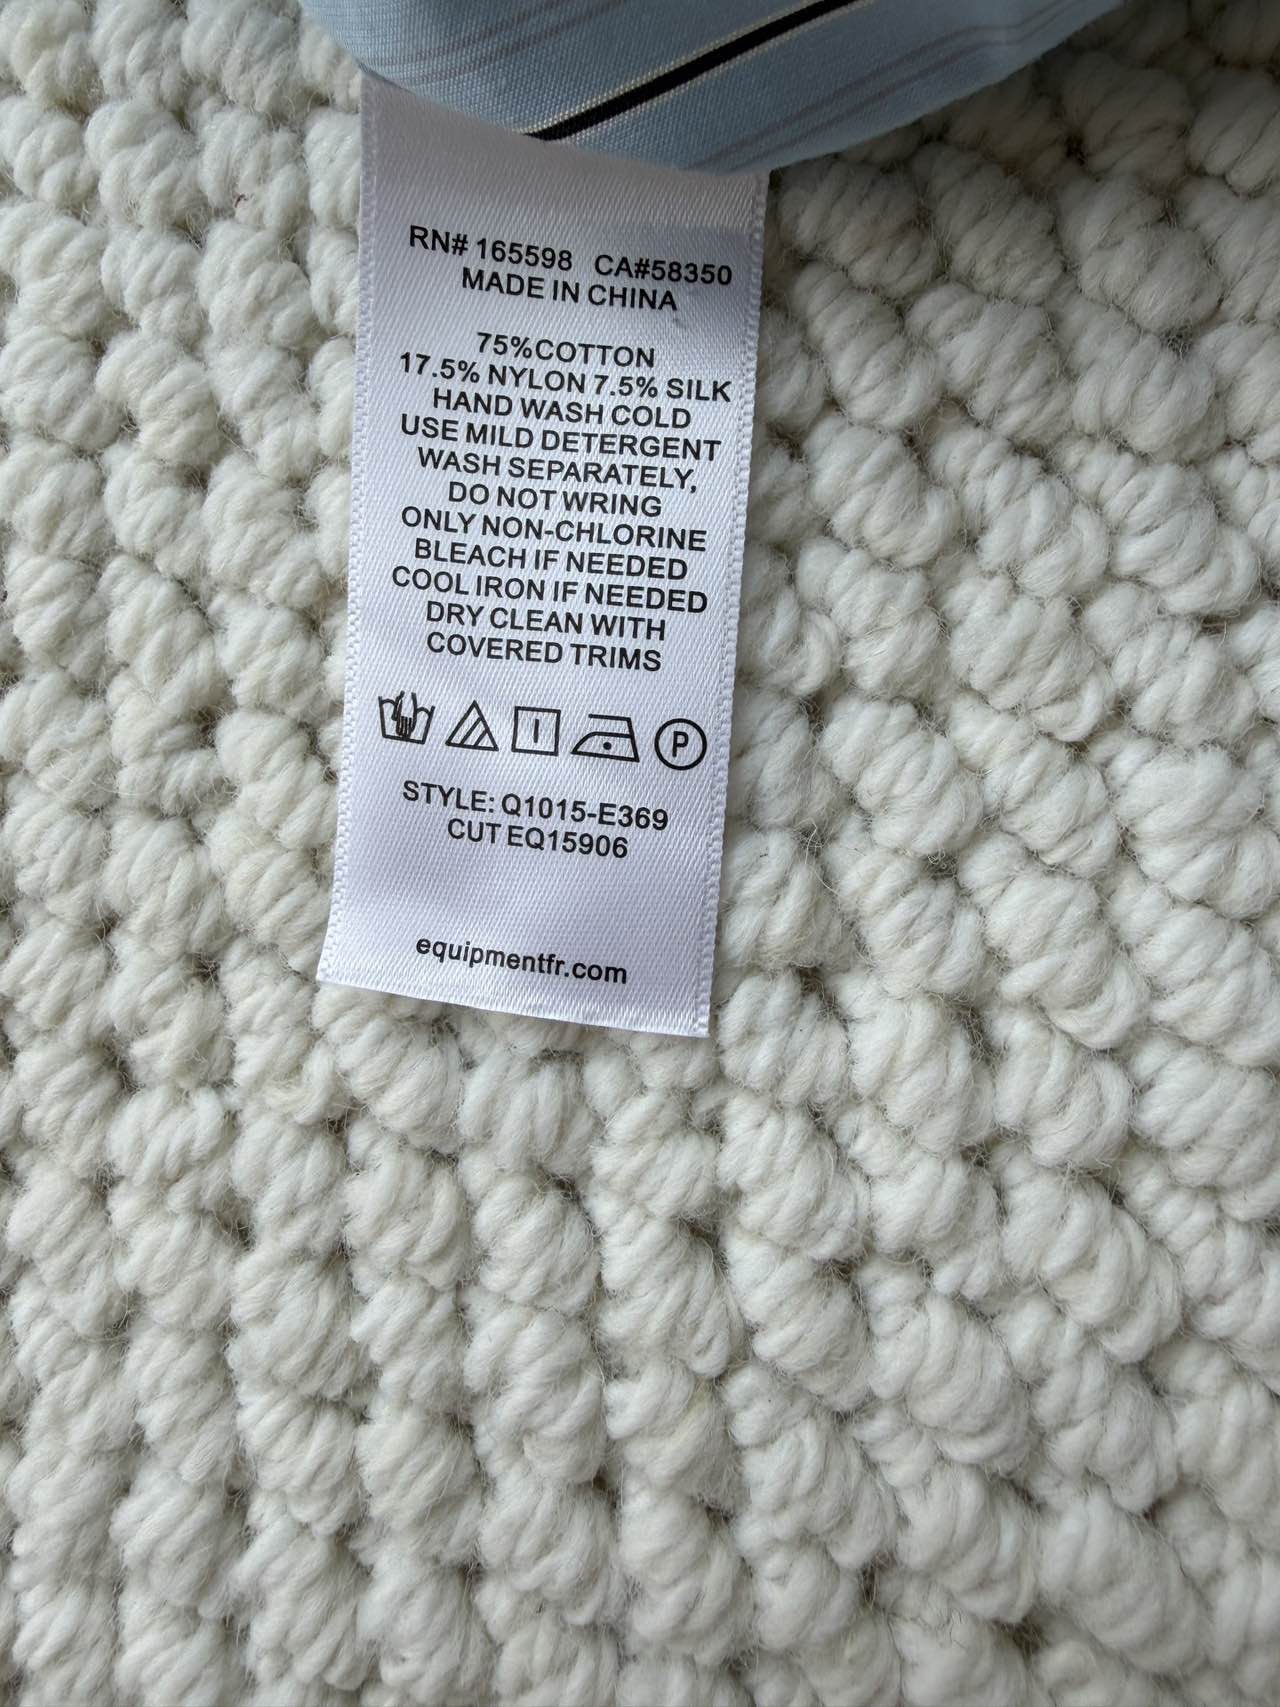 RN# 165598 CA#58350
MADE IN CHINA
75%COTTON
17.5% NYLON 7.5% SILK
HAND WASH COLD
USE MILD DETERGENT
WASH SEPARATELY,
DO NOT WRING
ONLY NON-CHLORINE
BLEACH IF NEEDED
COOL IRON IF NEEDED
DRY CLEAN WITH
COVERED TRIMS
P
STYLE: Q1015-E369
CUT EQ15906
equipmentfr.com